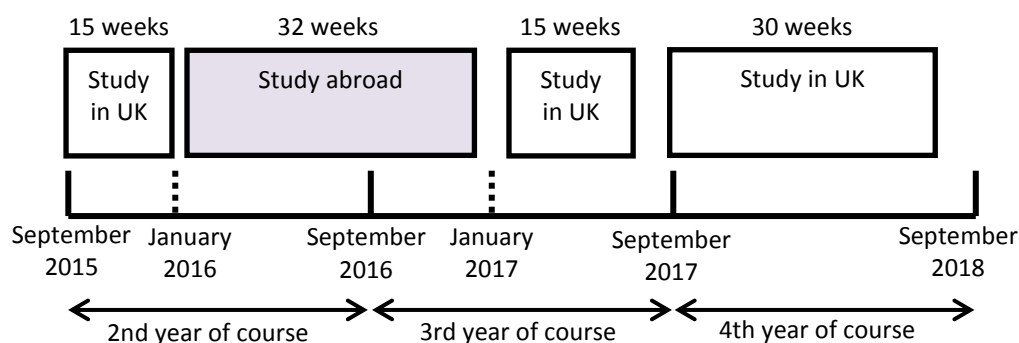 15 weeks 32 weeks 15 weeks 30 weeks
Study Study abroad Study Study in UK
in UK in UK
September January September January September September
2015 2016 2016 2017 2017 2018
2nd year of course 3rd year of course 4th year of course